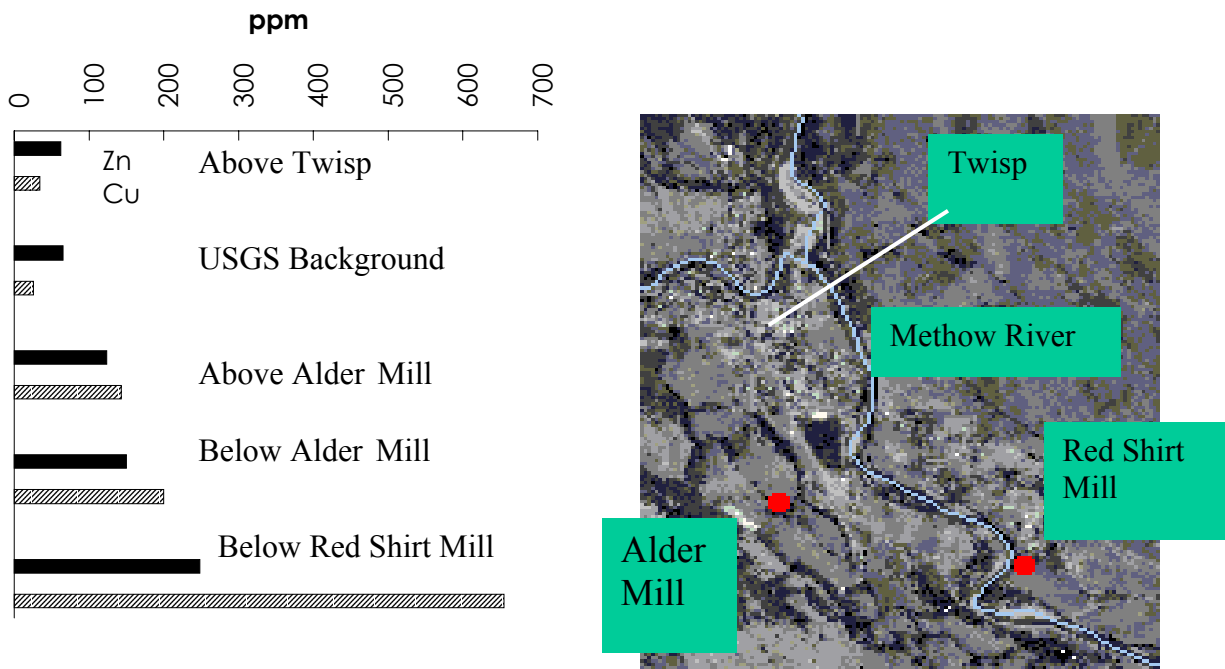 ppm
0 100 200 300 400 500 600 700
Zn
Cu
Above Twisp
USGS Background
Above Alder Mill
Below Alder Mill
Below Red Shirt Mill
Twisp
Methow River
Red Shirt
Mill
Alder
Mill